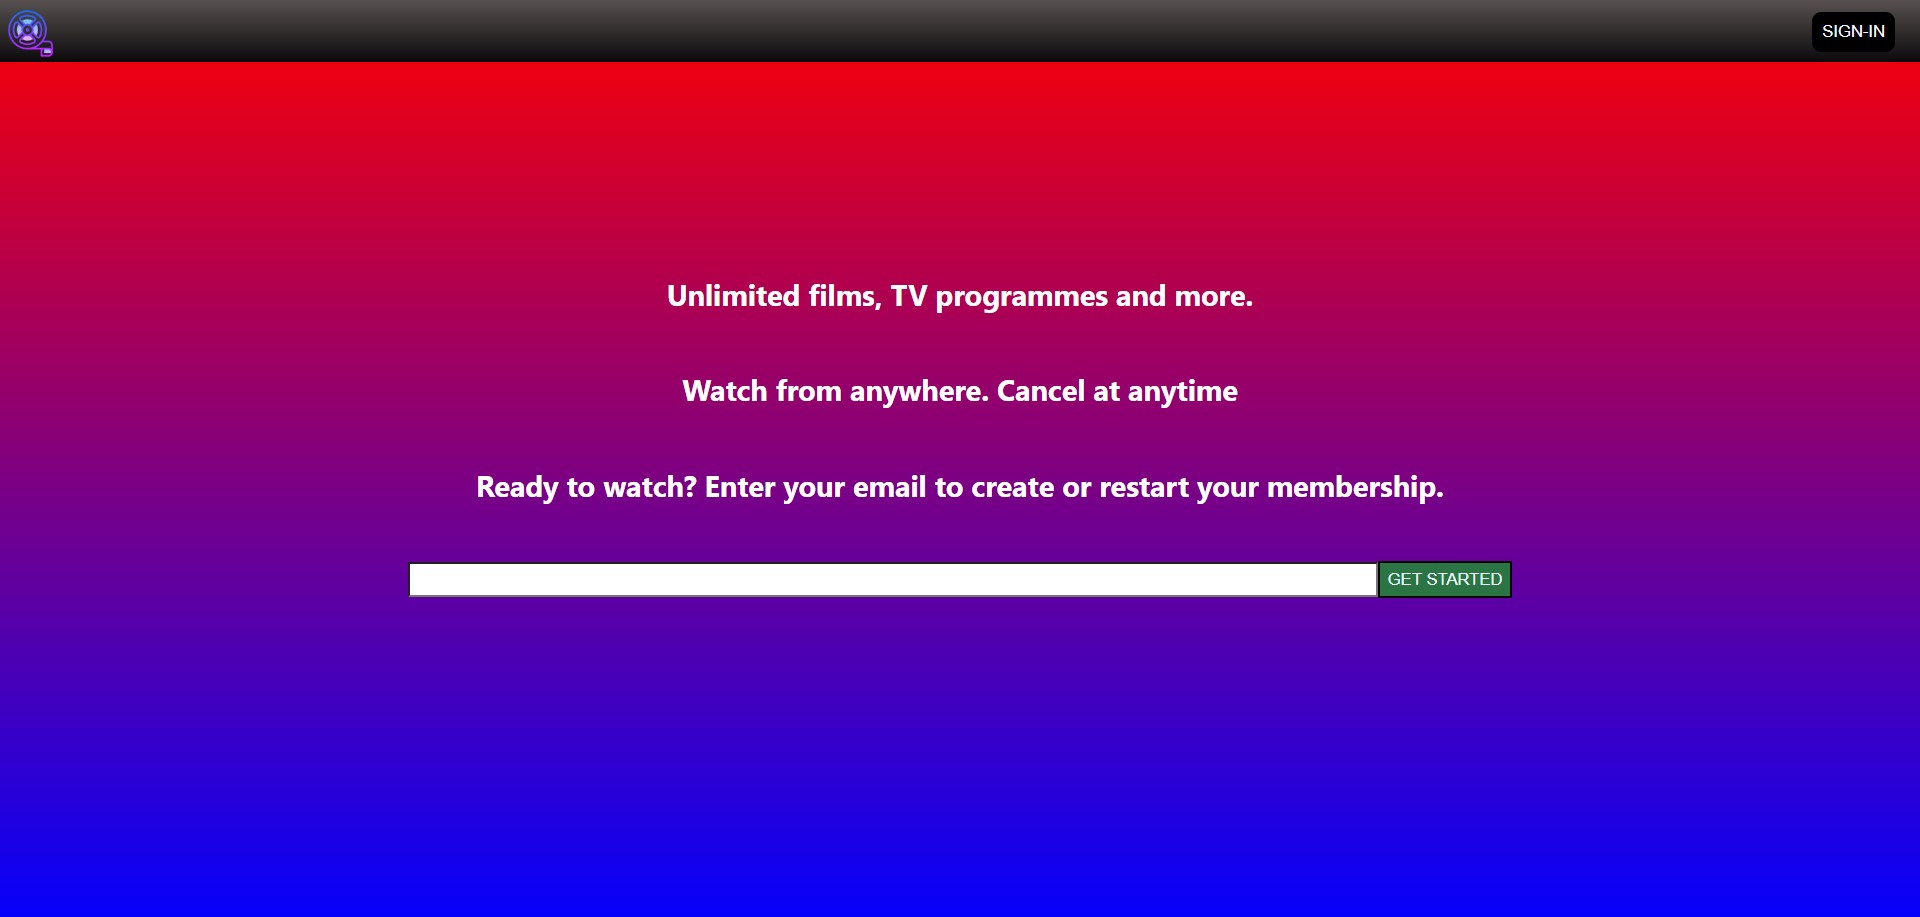 SIGN-IN
Unlimited films, TV programmes and more.
Watch from anywhere. Cancel at anytime
Ready to watch? Enter your email to create or restart your membership.
GET STARTED